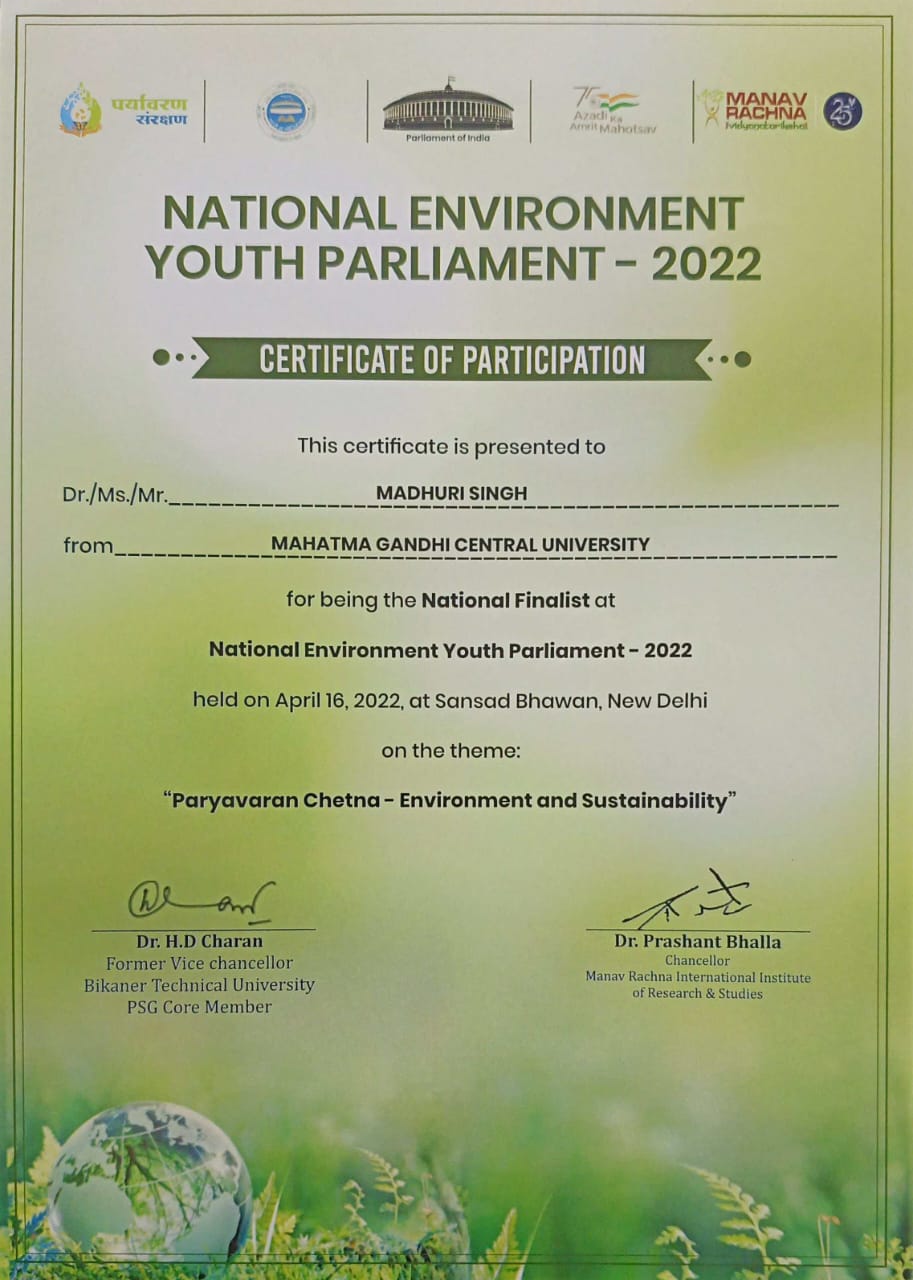 पर्यावरण
संरक्षण
Parliament of India
75
Azadi Ka
Amrit Mahotsav
MANAV
RACHNA
25
NATIONAL ENVIRONMENT
YOUTH PARLIAMENT - 2022
CERTIFICATE OF PARTICIPATION
This certificate is presented to
Dr./Ms./Mr. MADHURI SINGH
from MAHATMA GANDHI CENTRAL UNIVERSITY
for being the National Finalist at
National Environment Youth Parliament - 2022
held on April 16, 2022, at Sansad Bhawan, New Delhi
on the theme:
“Paryavaran Chetna - Environment and Sustainability”
Dr. H.D Charan
Former Vice chancellor
Bikaner Technical University
PSG Core Member
Dr. Prashant Bhalla
Chancellor
Manav Rachna International Institute
of Research & Studies